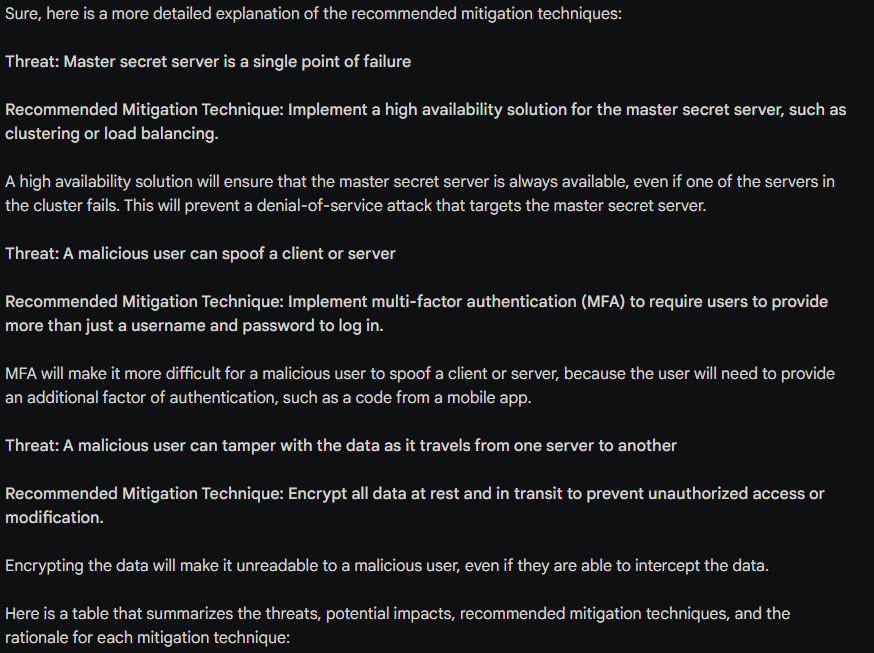 Sure, here is a more detailed explanation of the recommended mitigation techniques:
Threat: Master secret server is a single point of failure
Recommended Mitigation Technique: Implement a high availability solution for the master secret server, such as
clustering or load balancing.
A high availability solution will ensure that the master secret server is always available, even if one of the servers in
the cluster fails. This will prevent a denial-of-service attack that targets the master secret server.
Threat: A malicious user can spoof a client or server
Recommended Mitigation Technique: Implement multi-factor authentication (MFA) to require users to provide
more than just a username and password to log in.
MFA will make it more difficult for a malicious user to spoof a client or server, because the user will need to provide
an additional factor of authentication, such as a code from a mobile app.
Threat: A malicious user can tamper with the data as it travels from one server to another
Recommended Mitigation Technique: Encrypt all data at rest and in transit to prevent unauthorized access or
modification.
Encrypting the data will make it unreadable to a malicious user, even if they are able to intercept the data.
Here is a table that summarizes the threats, potential impacts, recommended mitigation techniques, and the
rationale for each mitigation technique: